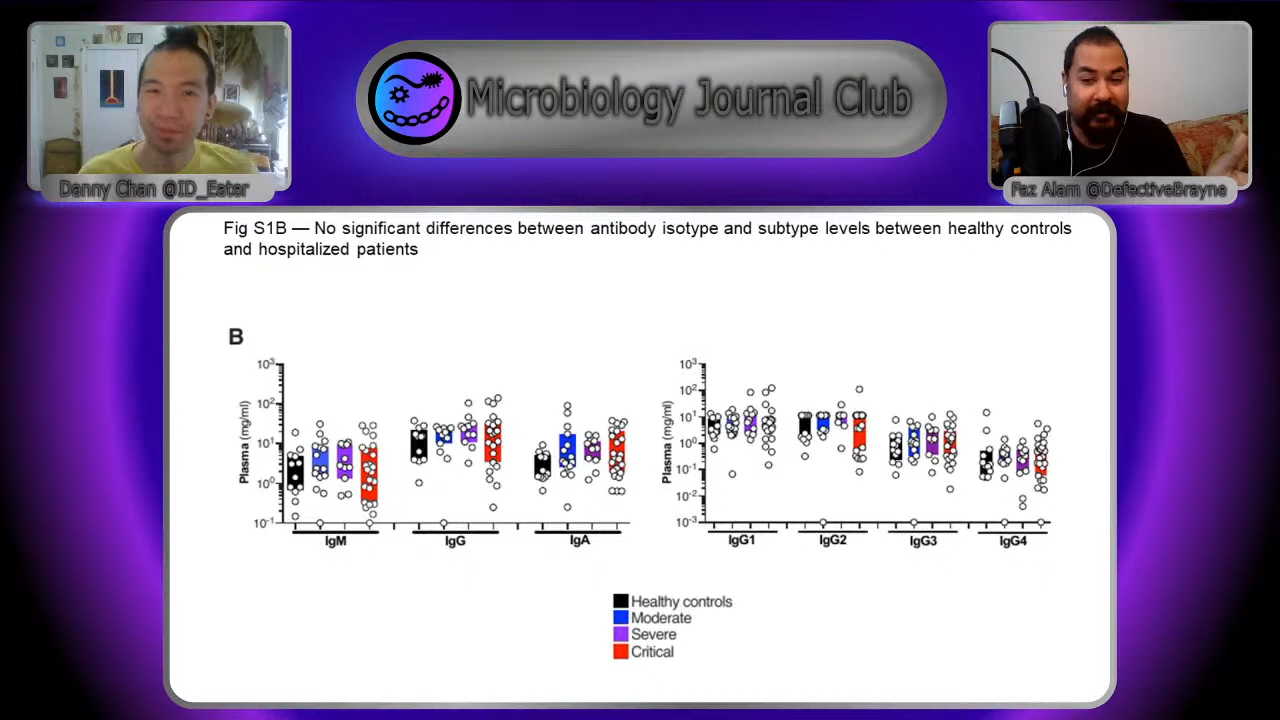 Microbiology Journal Club
Danny Chan @ID_Eater
Faz Alam @DefectiveBrayne
Fig S1B — No significant differences between antibody isotype and subtype levels between healthy controls
and hospitalized patients
B
Plasma (mg/ml)
10³
10²
10¹
10⁰
10⁻¹
IgM IgG IgA
Plasma (mg/ml)
10³
10²
10¹
10⁰
10⁻¹
10⁻²
10⁻³
IgG1 IgG2 IgG3 IgG4
Healthy controls
Moderate
Severe
Critical